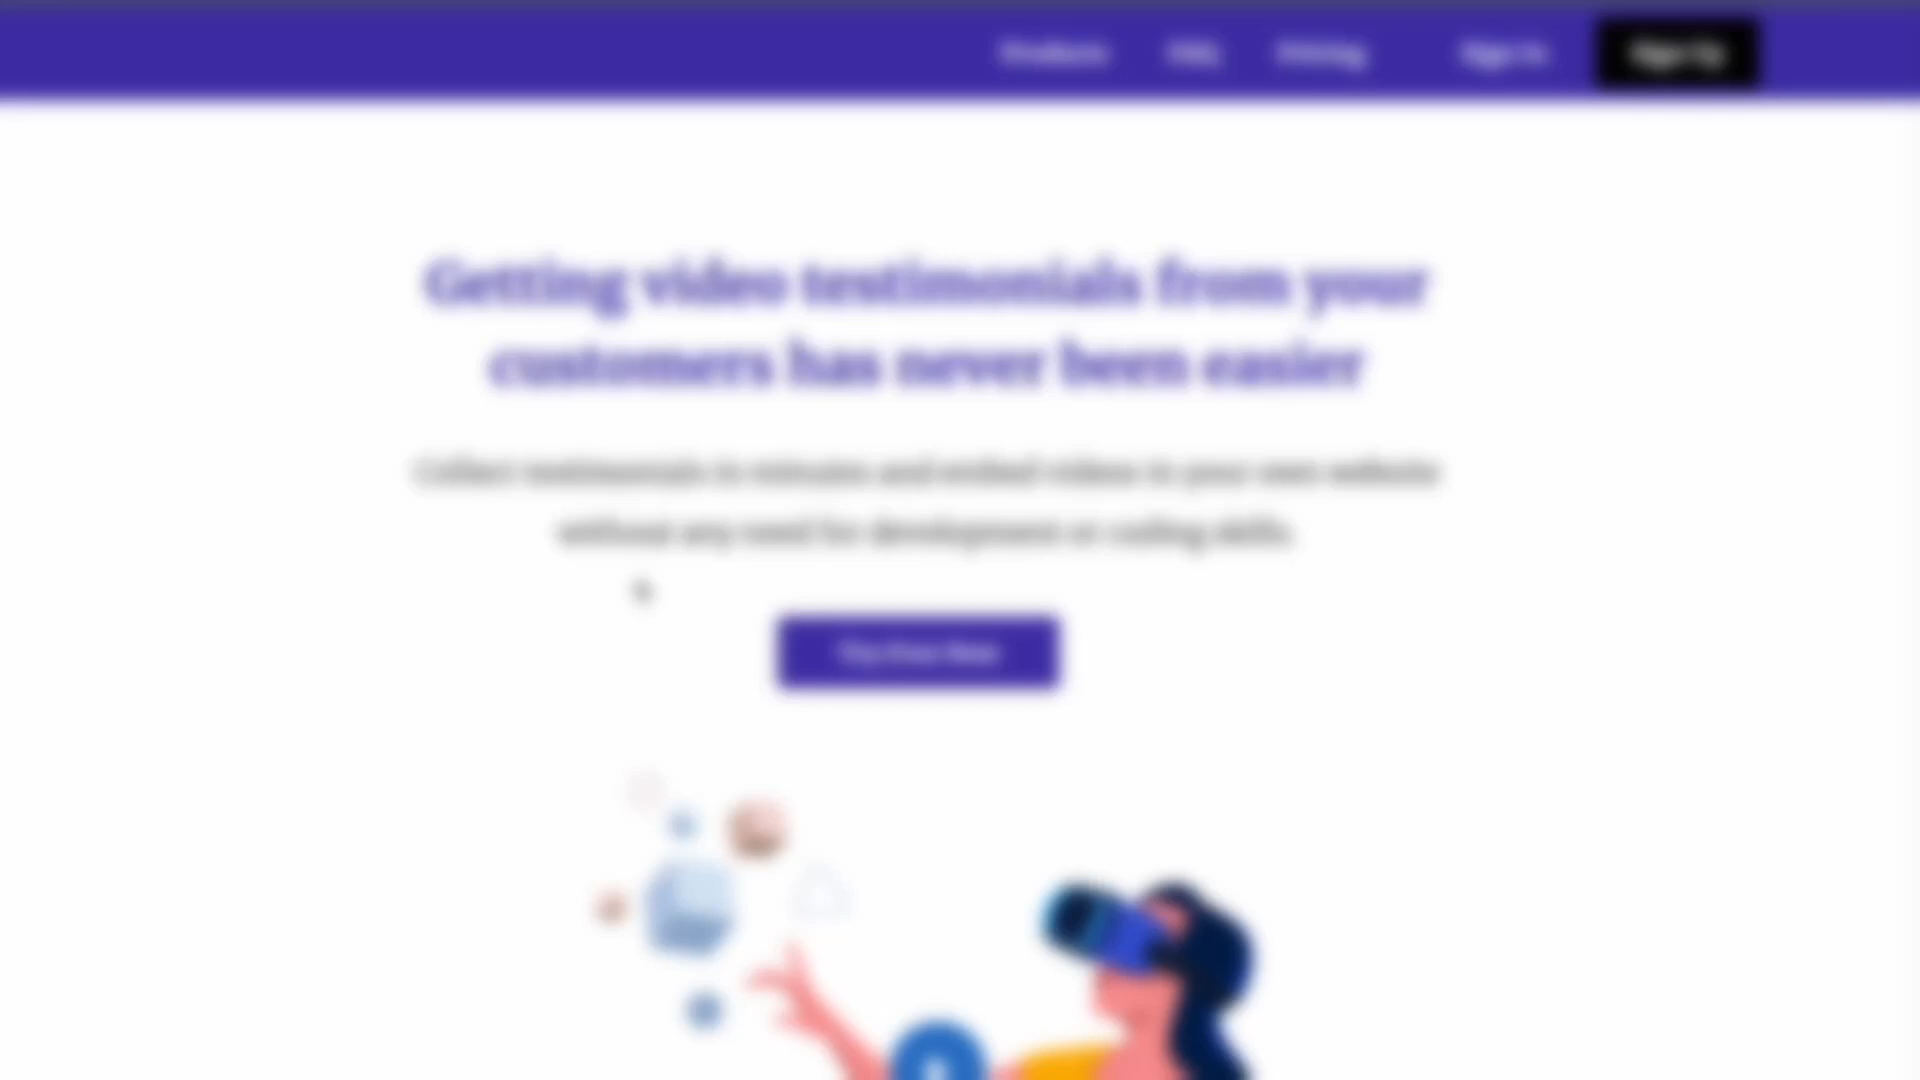 Products FAQ Pricing Sign In Sign Up
Getting video testimonials from your
customers has never been easier
Collect testimonials in minutes and embed videos in your own website
without any need for development or coding skills.
Try Free Now